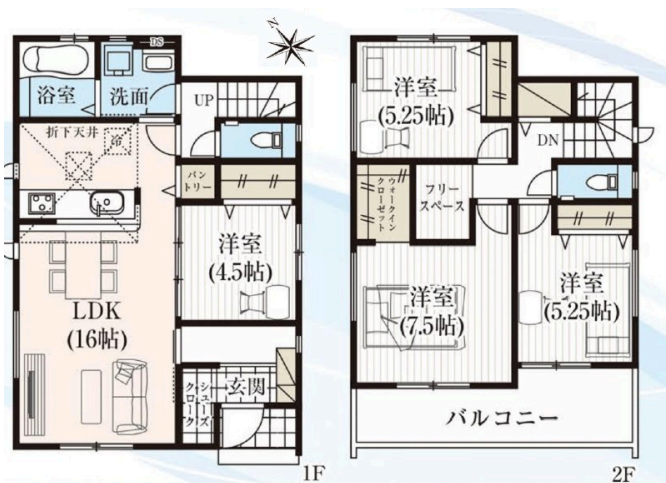 DS
浴室
洗面
UP
折下天井
冷
パン
トリー
洋室
(4.5帖)
LDK
(16帖)
シューズ
クローク
玄関
1F
N
洋室
(5.25帖)
DN
ウォークイン
クローゼット
フリー
スペース
洋室
(7.5帖)
洋室
(5.25帖)
バルコニー
2F